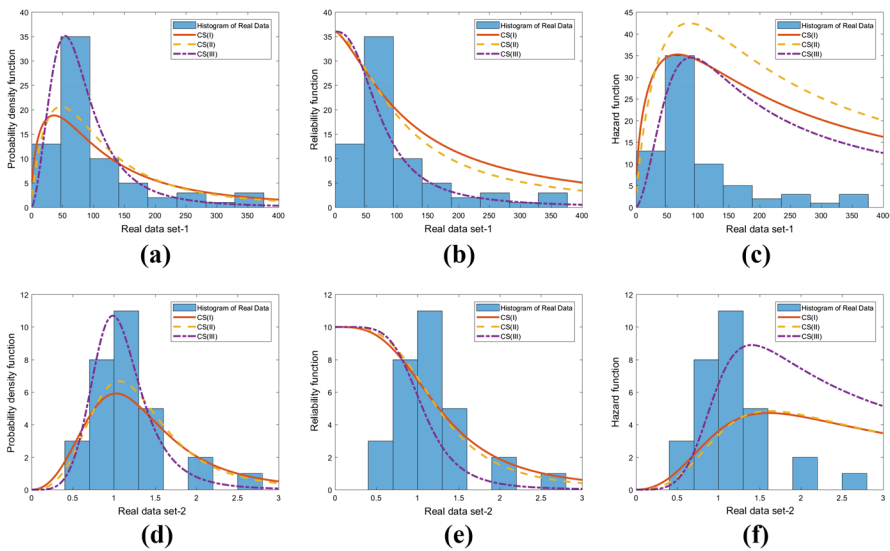 Probability density function
40
35
30
25
20
15
10
5
0
0 50 100 150 200 250 300 350 400
Real data set-1
Histogram of Real Data
CS(I)
CS(II)
CS(III)
(a)
Reliability function
40
35
30
25
20
15
10
5
0
0 50 100 150 200 250 300 350 400
Real data set-1
Histogram of Real Data
CS(I)
CS(II)
CS(III)
(b)
Hazard function
45
40
35
30
25
20
15
10
5
0
0 50 100 150 200 250 300 350 400
Real data set-1
Histogram of Real Data
CS(I)
CS(II)
CS(III)
(c)
Probability density function
12
10
8
6
4
2
0
0 0.5 1 1.5 2 2.5 3
Real data set-2
Histogram of Real Data
CS(I)
CS(II)
CS(III)
(d)
Reliability function
12
10
8
6
4
2
0
0 0.5 1 1.5 2 2.5 3
Real data set-2
Histogram of Real Data
CS(I)
CS(II)
CS(III)
(e)
Hazard function
12
10
8
6
4
2
0
0 0.5 1 1.5 2 2.5 3
Real data set-2
Histogram of Real Data
CS(I)
CS(II)
CS(III)
(f)